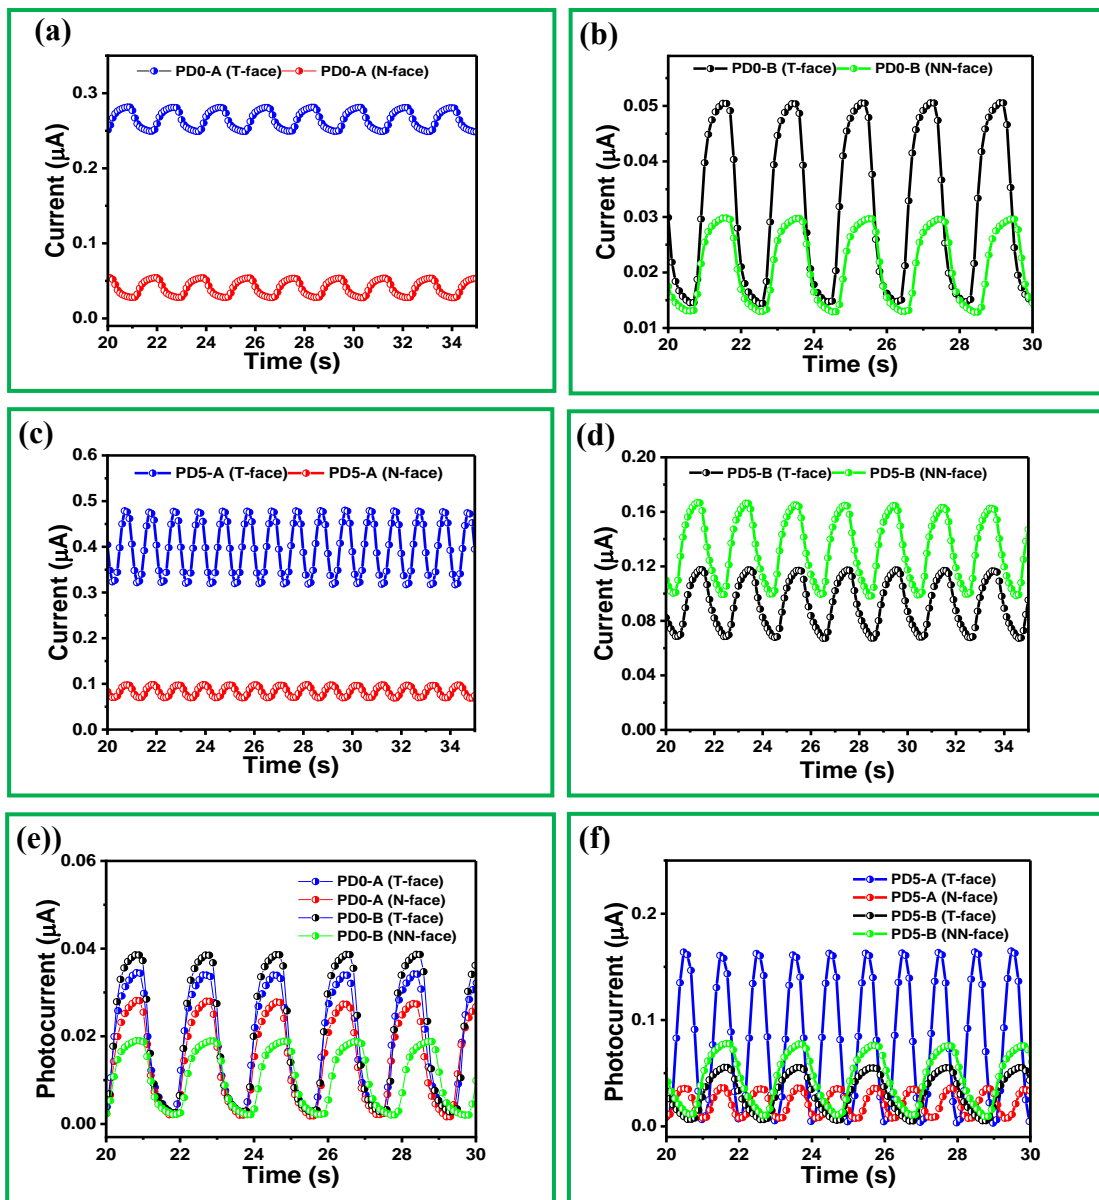 (a)
PD0-A (T-face) PD0-A (N-face)
0.3
0.2
0.1
0.0
Current (μA)
20 22 24 26 28 30 32 34
Time (s)
(b)
PD0-B (T-face) PD0-B (NN-face)
0.05
0.04
0.03
0.02
0.01
Current (μA)
20 22 24 26 28 30
Time (s)
(c)
PD5-A (T-face) PD5-A (N-face)
0.6
0.5
0.4
0.3
0.2
0.1
0.0
Current (μA)
20 22 24 26 28 30 32 34
Time (s)
(d)
PD5-B (T-face) PD5-B (NN-face)
0.20
0.16
0.12
0.08
0.04
0.00
Current (μA)
20 22 24 26 28 30 32 34
Time (s)
(e))
PD0-A (T-face)
PD0-A (N-face)
PD0-B (T-face)
PD0-B (NN-face)
0.06
0.04
0.02
0.00
Photocurrent (μA)
20 22 24 26 28 30
Time (s)
(f)
PD5-A (T-face)
PD5-A (N-face)
PD5-B (T-face)
PD5-B (NN-face)
0.2
0.1
0.0
Photocurrent (μA)
20 22 24 26 28 30
Time (s)